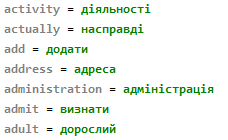 activity = діяльності
actually = насправді
add = додати
address = адреса
administration = адміністрація
admit = визнати
adult = дорослий